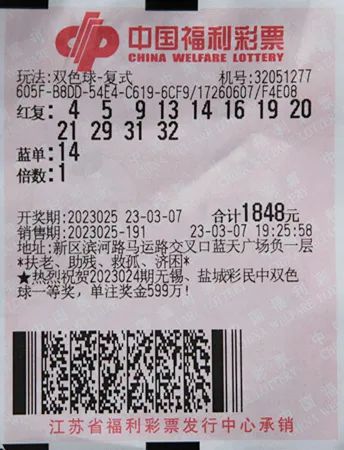 中国福利彩票
CHINA WELFARE LOTTERY
玩法:双色球-复式 机号:32051277
605F-B8DD-54E4-C619-6CF9/17260607/F4E08
红复: 4 5 9 13 14 16 19 20
21 29 31 32
蓝单:14
倍数:1
开奖期:2023025 23-03-07 合计1848元
销售期:2023025-191 23-03-07 19:25:58
地址:新区滨河路马运路交叉口蓝天广场负一层
*扶老、助残、救孤、济困*
★热烈祝贺2023024期无锡、盐城彩民中双色
球一等奖，单注奖金599万!
江苏省福利彩票发行中心承销